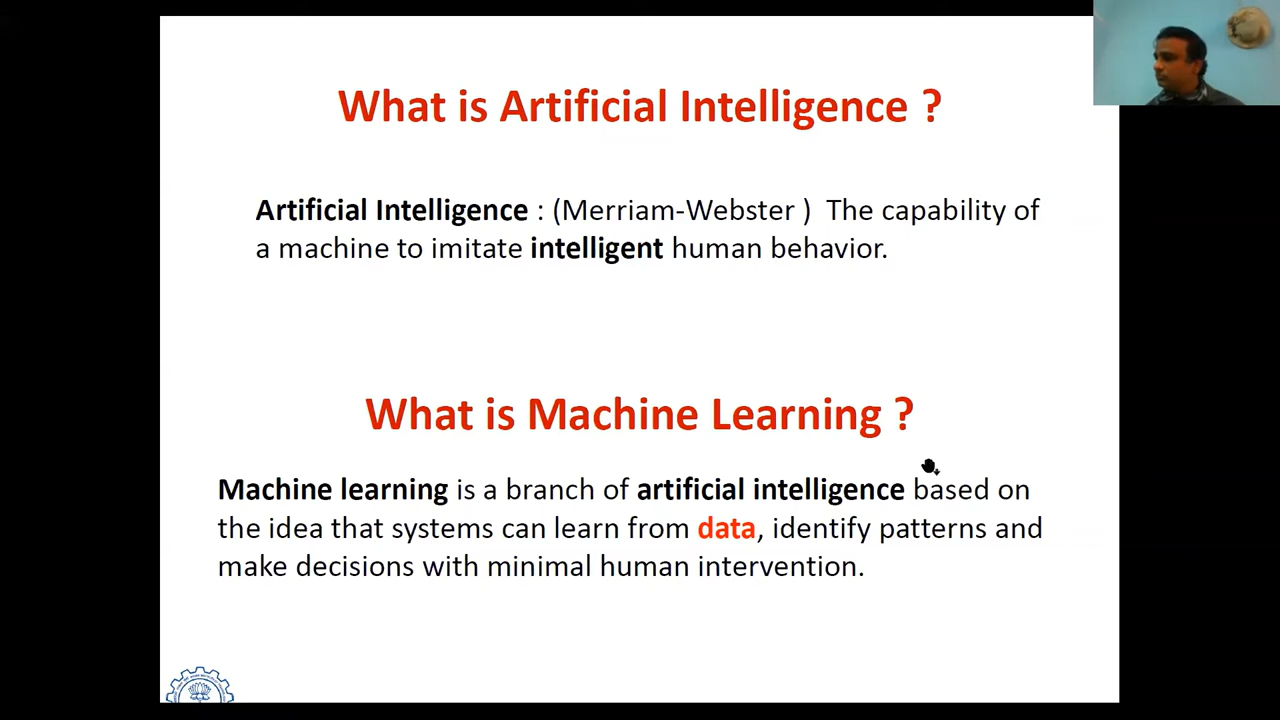 What is Artificial Intelligence ?
Artificial Intelligence : (Merriam-Webster ) The capability of
a machine to imitate intelligent human behavior.
What is Machine Learning ?
Machine learning is a branch of artificial intelligence based on
the idea that systems can learn from data, identify patterns and
make decisions with minimal human intervention.